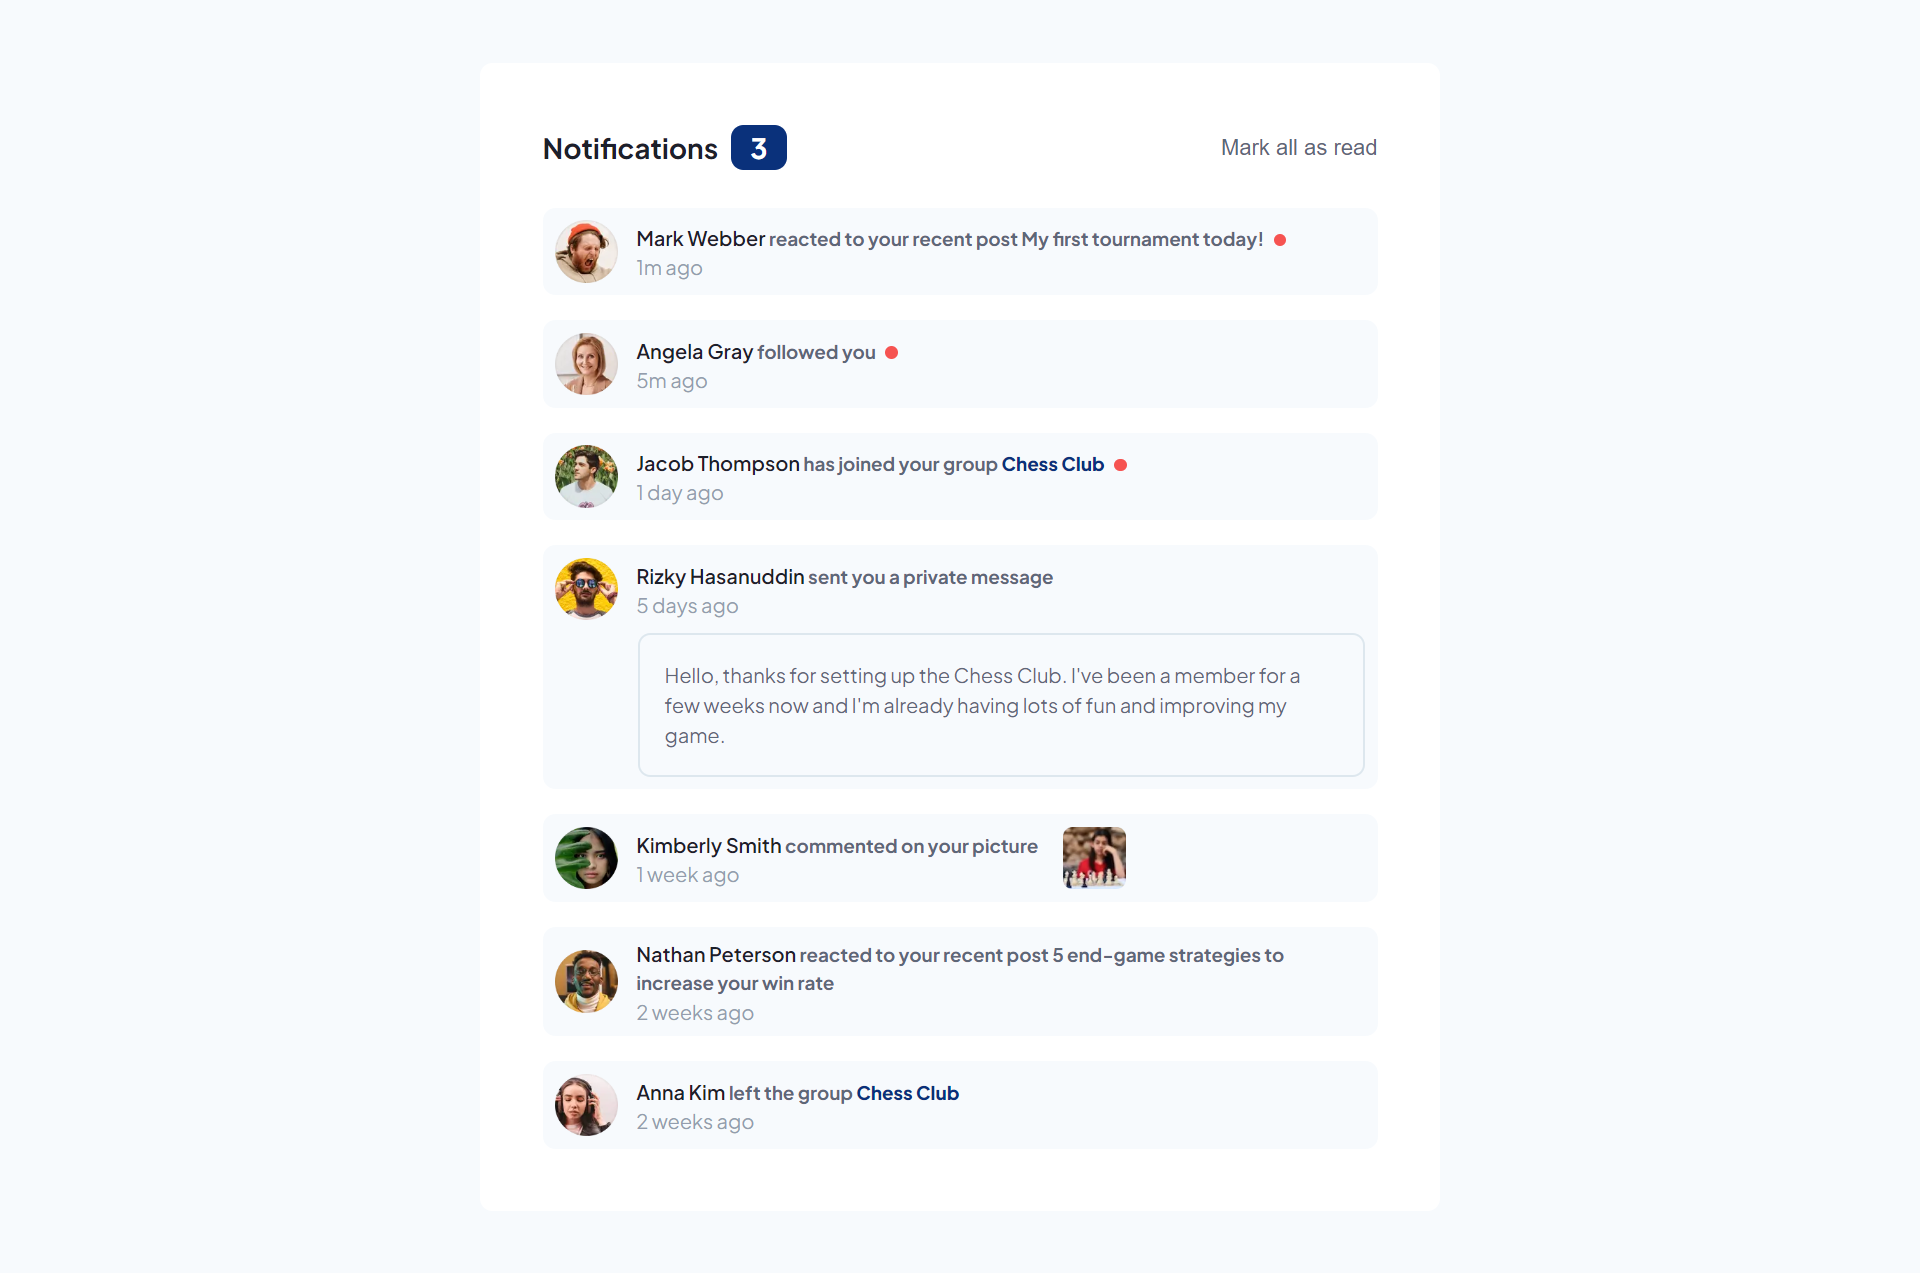 Notifications 3
Mark all as read
Mark Webber reacted to your recent post My first tournament today!
1m ago
Angela Gray followed you
5m ago
Jacob Thompson has joined your group Chess Club
1 day ago
Rizky Hasanuddin sent you a private message
5 days ago
Hello, thanks for setting up the Chess Club. I've been a member for a
few weeks now and I'm already having lots of fun and improving my
game.
Kimberly Smith commented on your picture
1 week ago
Nathan Peterson reacted to your recent post 5 end-game strategies to
increase your win rate
2 weeks ago
Anna Kim left the group Chess Club
2 weeks ago